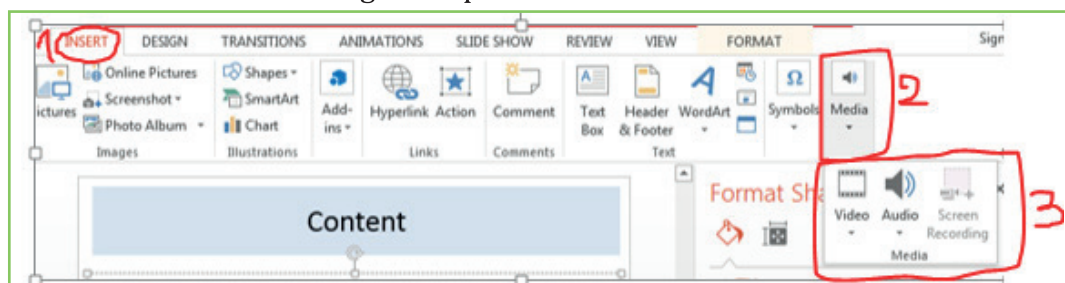 1 INSERT DESIGN TRANSITIONS ANIMATIONS SLIDE SHOW REVIEW VIEW FORMAT Sign
Online Pictures
Screenshot
Photo Album
ictures
Images
Shapes
SmartArt
Chart
Illustrations
Add-
ins
Hyperlink Action
Links
Comment
Comments
Text
Box
Header
& Footer
WordArt
Text
Symbols
Media
2
Video Audio Screen
Recording
Media
3
Content
Format Sha